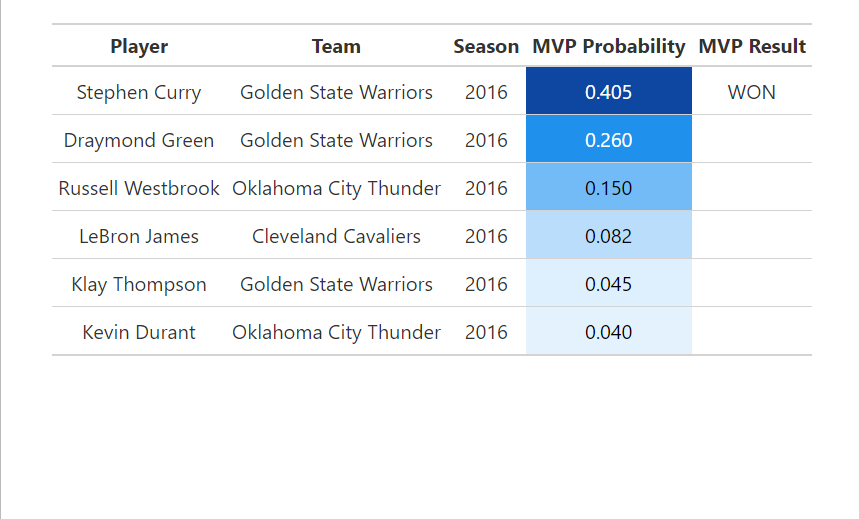 Player Team Season MVP Probability MVP Result
Stephen Curry Golden State Warriors 2016 0.405 WON
Draymond Green Golden State Warriors 2016 0.260
Russell Westbrook Oklahoma City Thunder 2016 0.150
LeBron James Cleveland Cavaliers 2016 0.082
Klay Thompson Golden State Warriors 2016 0.045
Kevin Durant Oklahoma City Thunder 2016 0.040